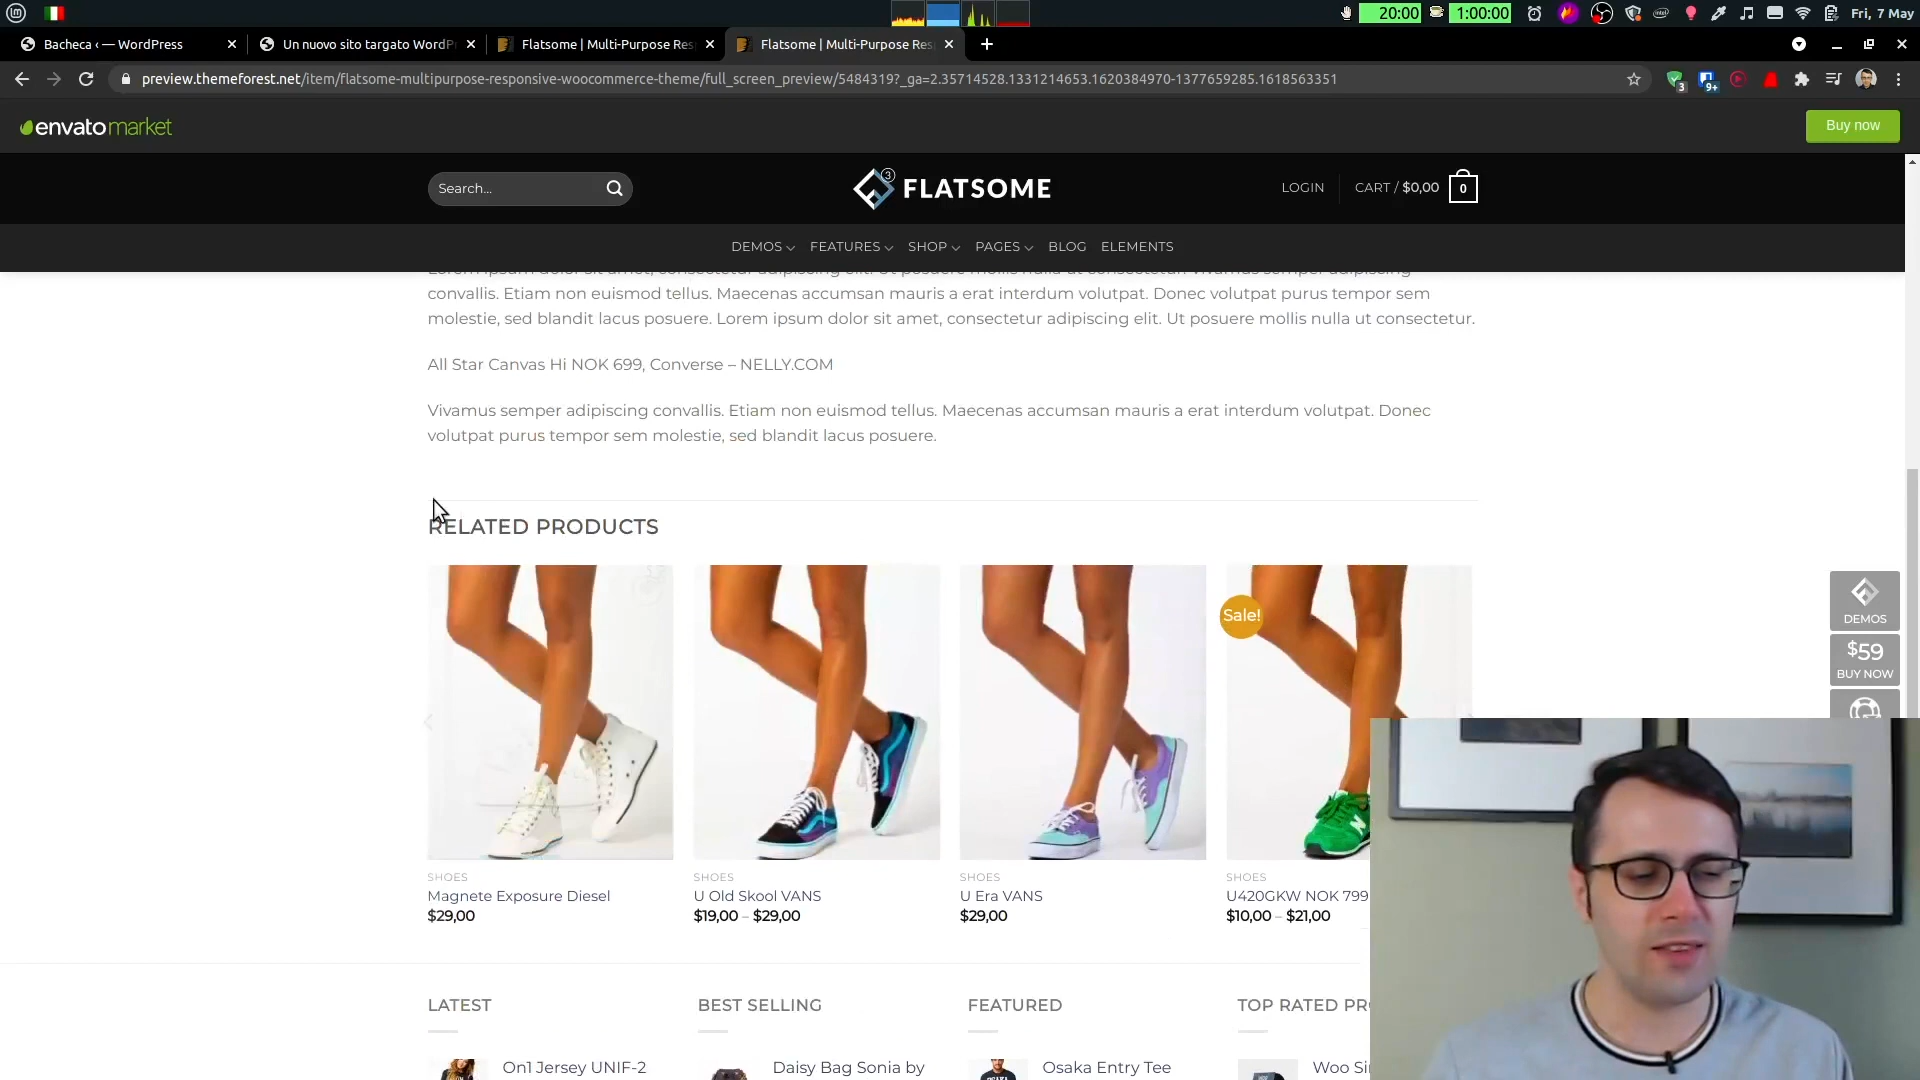 20:00
1:00:00
Fri, 7 May
Bacheca ‹ — WordPress
Un nuovo sito targato WordPr
Flatsome | Multi-Purpose Res
Flatsome | Multi-Purpose Res
preview.themeforest.net/item/flatsome-multipurpose-responsive-woocommerce-theme/full_screen_preview/5484319?_ga=2.35714528.1331214653.1620384970-1377659285.1618563351
3
9+
envatomarket
Buy now
Search...
3
FLATSOME
LOGIN
CART / $0,00
0
DEMOS
FEATURES
SHOP
PAGES
BLOG
ELEMENTS
Lorem ipsum dolor sit amet, consectetur adipiscing elit. Ut posuere mollis nulla ut consectetur. Vivamus semper adipiscing
convallis. Etiam non euismod tellus. Maecenas accumsan mauris a erat interdum volutpat. Donec volutpat purus tempor sem
molestie, sed blandit lacus posuere. Lorem ipsum dolor sit amet, consectetur adipiscing elit. Ut posuere mollis nulla ut consectetur.
All Star Canvas Hi NOK 699, Converse – NELLY.COM
Vivamus semper adipiscing convallis. Etiam non euismod tellus. Maecenas accumsan mauris a erat interdum volutpat. Donec
volutpat purus tempor sem molestie, sed blandit lacus posuere.
RELATED PRODUCTS
Sale!
DEMOS
$59
BUY NOW
SHOES
Magnete Exposure Diesel
$29,00
SHOES
U Old Skool VANS
$19,00 – $29,00
SHOES
U Era VANS
$29,00
SHOES
U420GKW NOK 799
$10,00 – $21,00
LATEST
BEST SELLING
FEATURED
TOP RATED PR
On1 Jersey UNIF-2
Daisy Bag Sonia by
Osaka Entry Tee
Woo Si